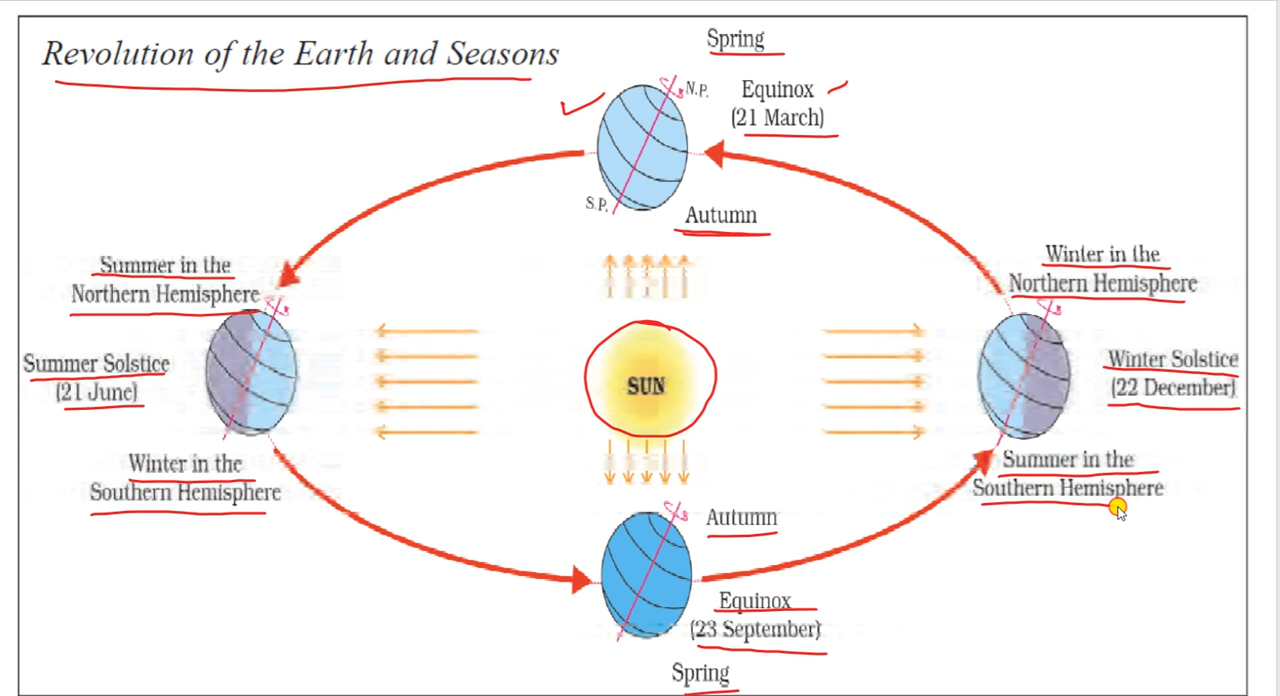 Revolution of the Earth and Seasons
Spring
N.P.
Equinox
(21 March)
S.P.
Autumn
Summer in the
Northern Hemisphere
Winter in the
Northern Hemisphere
Summer Solstice
(21 June)
SUN
Winter Solstice
(22 December)
Winter in the
Southern Hemisphere
Summer in the
Southern Hemisphere
Autumn
Equinox
(23 September)
Spring